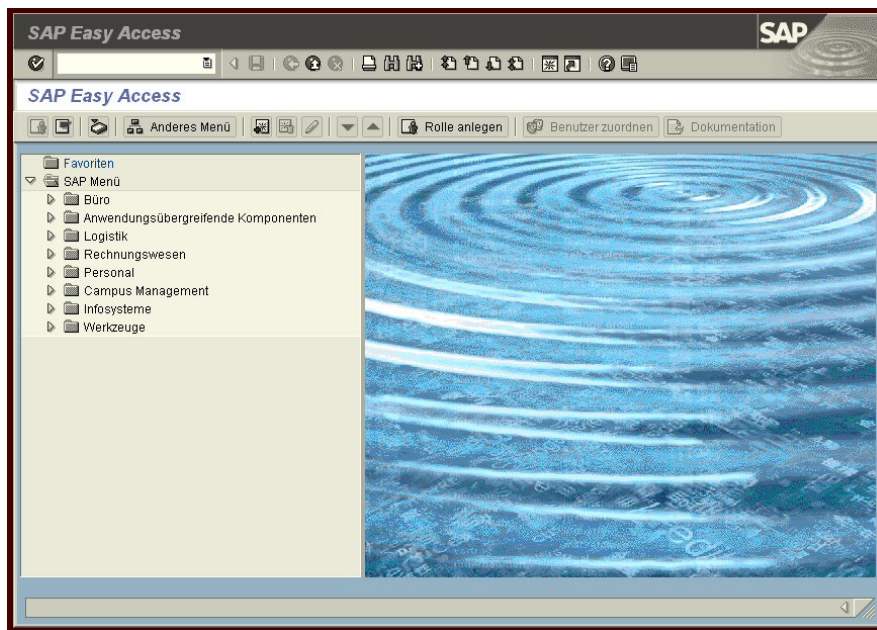 SAP Easy Access
SAP
SAP Easy Access
Anderes Menü Rolle anlegen Benutzer zuordnen Dokumentation
Favoriten
SAP Menü
Büro
Anwendungsübergreifende Komponenten
Logistik
Rechnungswesen
Personal
Campus Management
Infosysteme
Werkzeuge